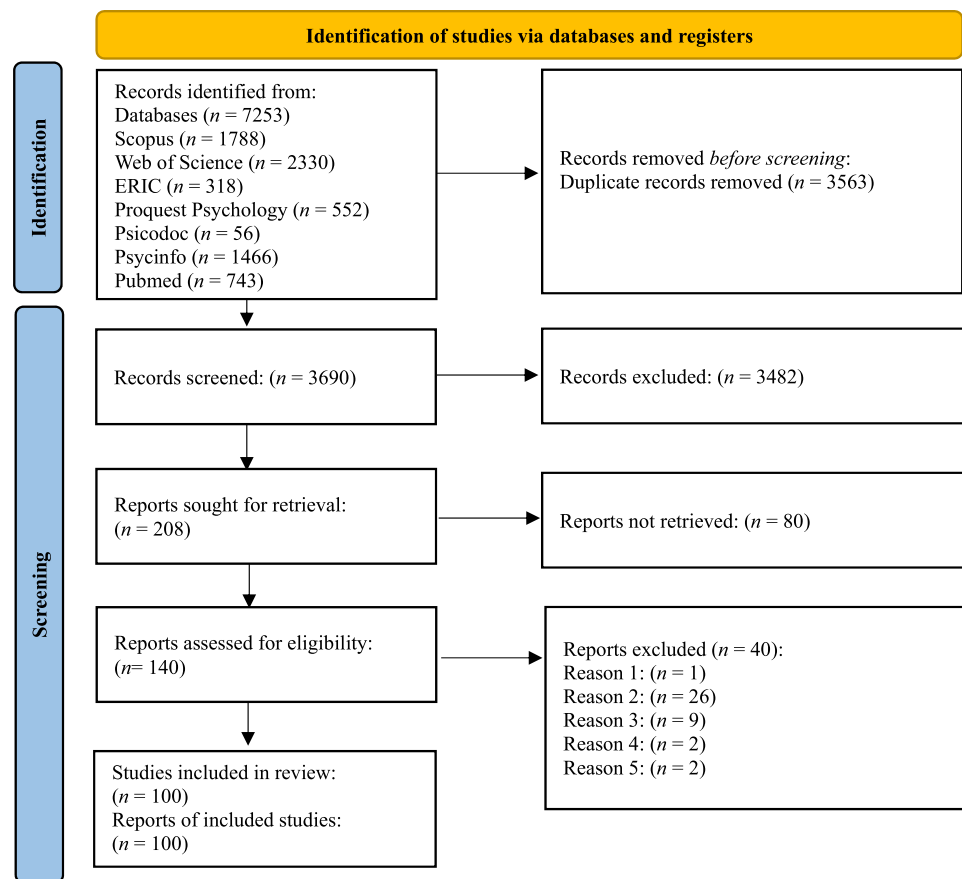 Identification of studies via databases and registers
Identification
Records identified from:
Databases (n = 7253)
Scopus (n = 1788)
Web of Science (n = 2330)
ERIC (n = 318)
Proquest Psychology (n = 552)
Psicodoc (n = 56)
Psycinfo (n = 1466)
Pubmed (n = 743)
Records removed before screening:
Duplicate records removed (n = 3563)
Screening
Records screened: (n = 3690)
Records excluded: (n = 3482)
Reports sought for retrieval:
(n = 208)
Reports not retrieved: (n = 80)
Reports assessed for eligibility:
(n= 140)
Reports excluded (n = 40):
Reason 1: (n = 1)
Reason 2: (n = 26)
Reason 3: (n = 9)
Reason 4: (n = 2)
Reason 5: (n = 2)
Studies included in review:
(n = 100)
Reports of included studies:
(n = 100)